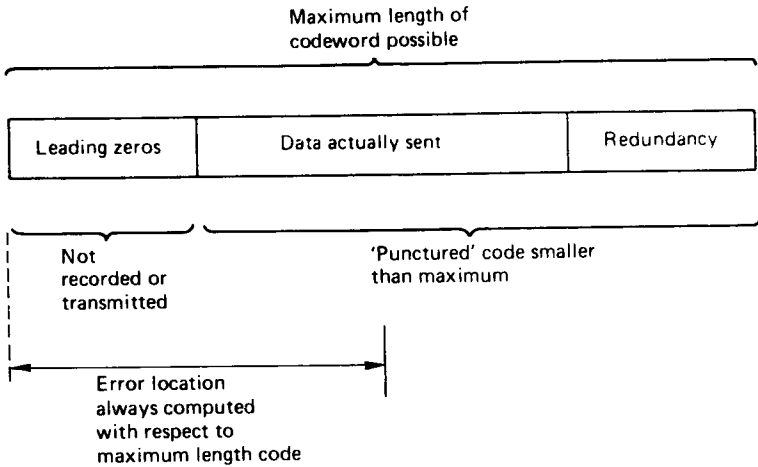 Maximum length of
codeword possible
Leading zeros
Data actually sent
Redundancy
Not
recorded or
transmitted
'Punctured' code smaller
than maximum
Error location
always computed
with respect to
maximum length code